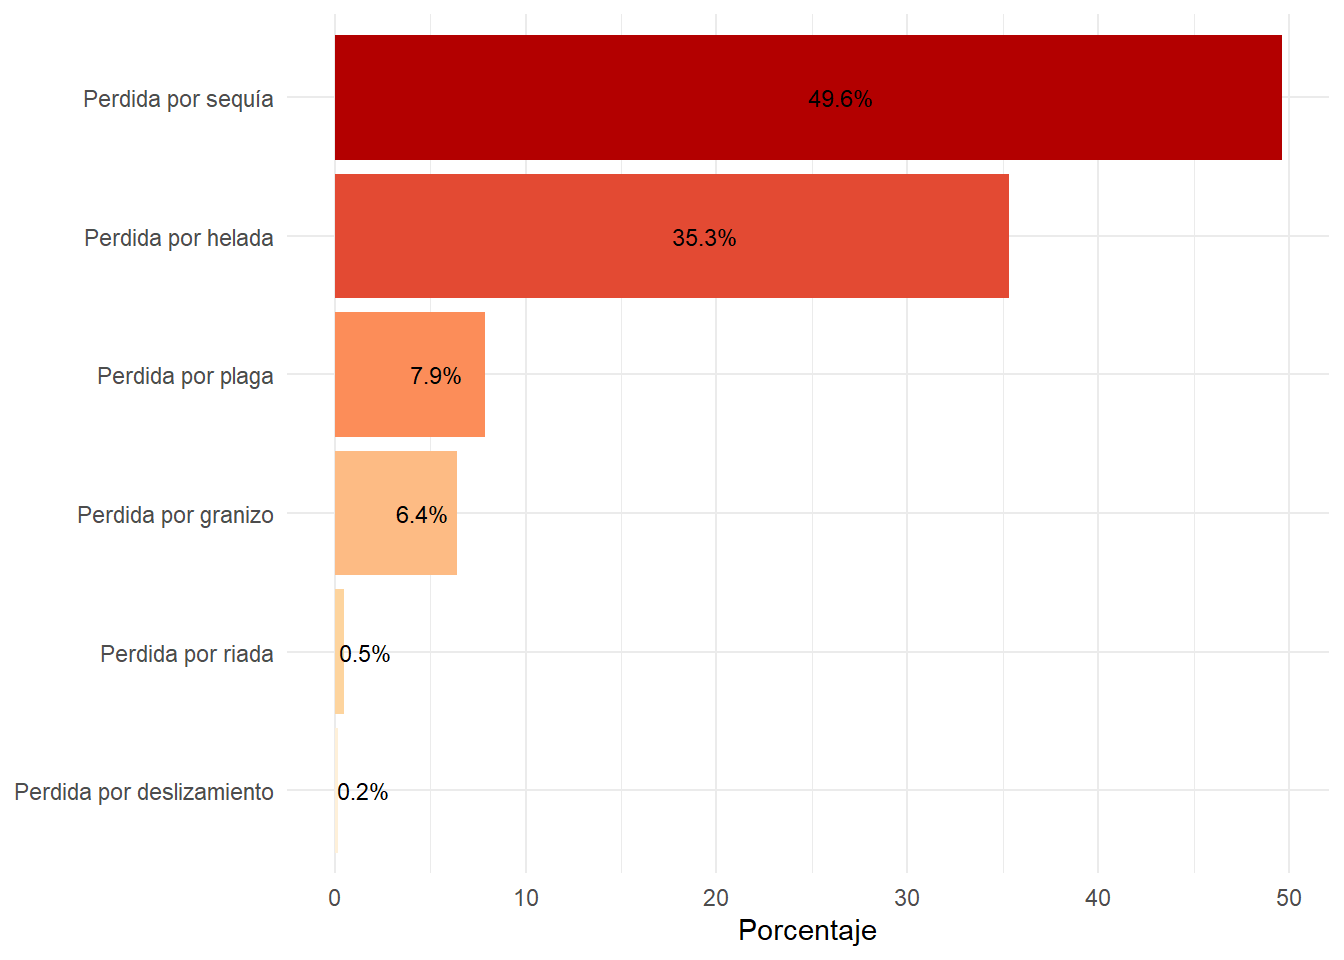 Perdida por sequía
49.6%
Perdida por helada
35.3%
Perdida por plaga
7.9%
Perdida por granizo
6.4%
Perdida por riada
0.5%
Perdida por deslizamiento
0.2%
0 10 20 30 40 50
Porcentaje